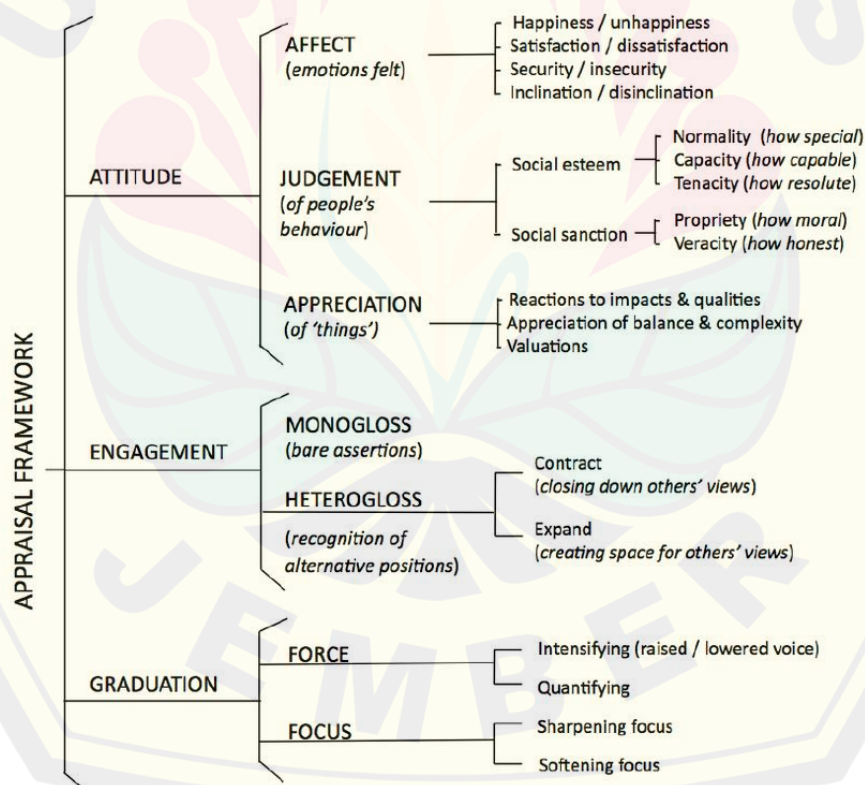 APPRAISAL FRAMEWORK
ATTITUDE
AFFECT
(emotions felt)
Happiness / unhappiness
Satisfaction / dissatisfaction
Security / insecurity
Inclination / disinclination
JUDGEMENT
(of people's
behaviour)
Social esteem
Normality (how special)
Capacity (how capable)
Tenacity (how resolute)
Social sanction
Propriety (how moral)
Veracity (how honest)
APPRECIATION
(of 'things')
Reactions to impacts & qualities
Appreciation of balance & complexity
Valuations
ENGAGEMENT
MONOGLOSS
(bare assertions)
HETEROGLOSS
(recognition of
alternative positions)
Contract
(closing down others' views)
Expand
(creating space for others' views)
GRADUATION
FORCE
Intensifying (raised / lowered voice)
Quantifying
FOCUS
Sharpening focus
Softening focus
JEMBER